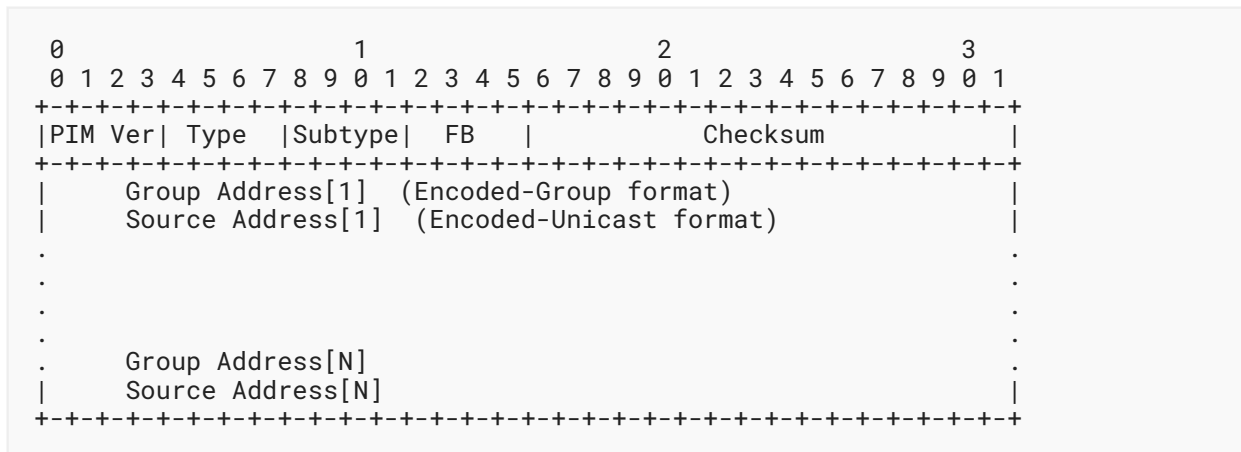 0                   1                   2                   3
 0 1 2 3 4 5 6 7 8 9 0 1 2 3 4 5 6 7 8 9 0 1 2 3 4 5 6 7 8 9 0 1
+-+-+-+-+-+-+-+-+-+-+-+-+-+-+-+-+-+-+-+-+-+-+-+-+-+-+-+-+-+-+-+-+
|PIM Ver| Type  |Subtype|  FB   |           Checksum            |
+-+-+-+-+-+-+-+-+-+-+-+-+-+-+-+-+-+-+-+-+-+-+-+-+-+-+-+-+-+-+-+-+
|     Group Address[1]  (Encoded-Group format)                  |
|     Source Address[1]  (Encoded-Unicast format)               |
.                                                               .
.                                                               .
.                                                               .
.                                                               .
.     Group Address[N]                                          .
|     Source Address[N]                                         |
+-+-+-+-+-+-+-+-+-+-+-+-+-+-+-+-+-+-+-+-+-+-+-+-+-+-+-+-+-+-+-+-+